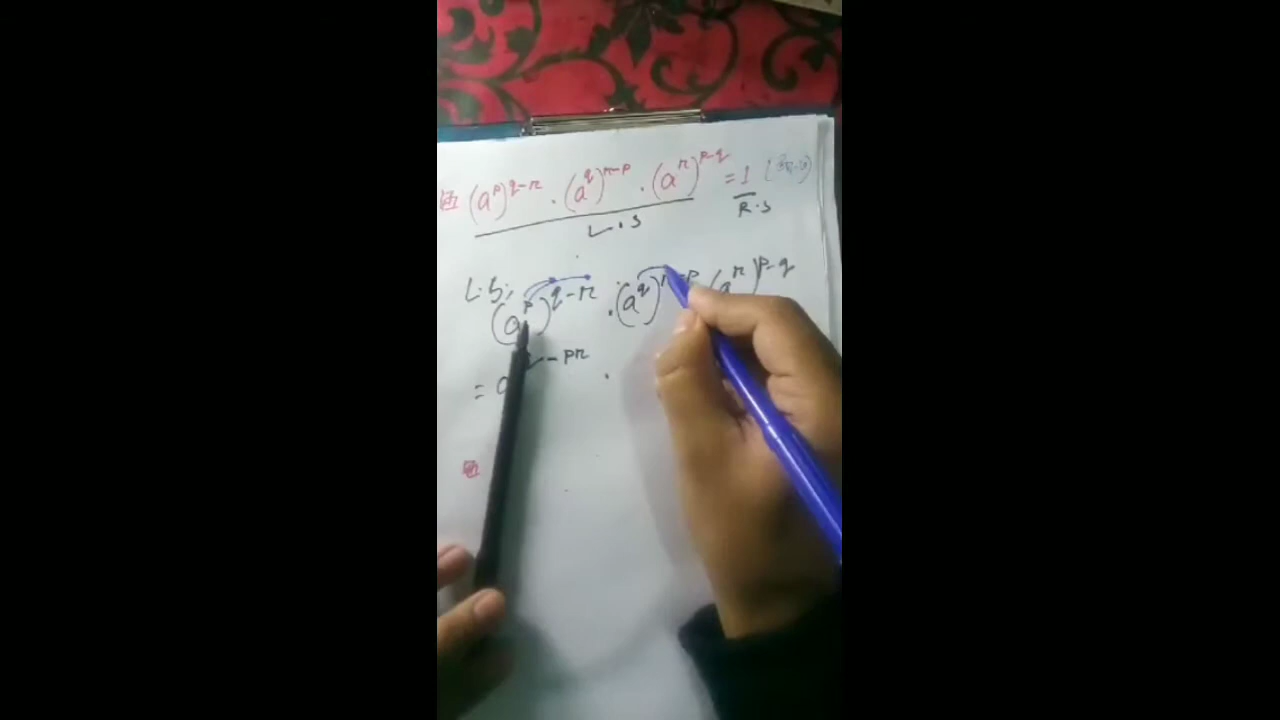 (a^p)^{q-r} . (a^q)^{r-p} . (a^r)^{p-q} = 1
L.S R.S
L.S; (a^p)^{q-r} . (a^q)^{r-p} (a^r)^{p-q}
= - pr .